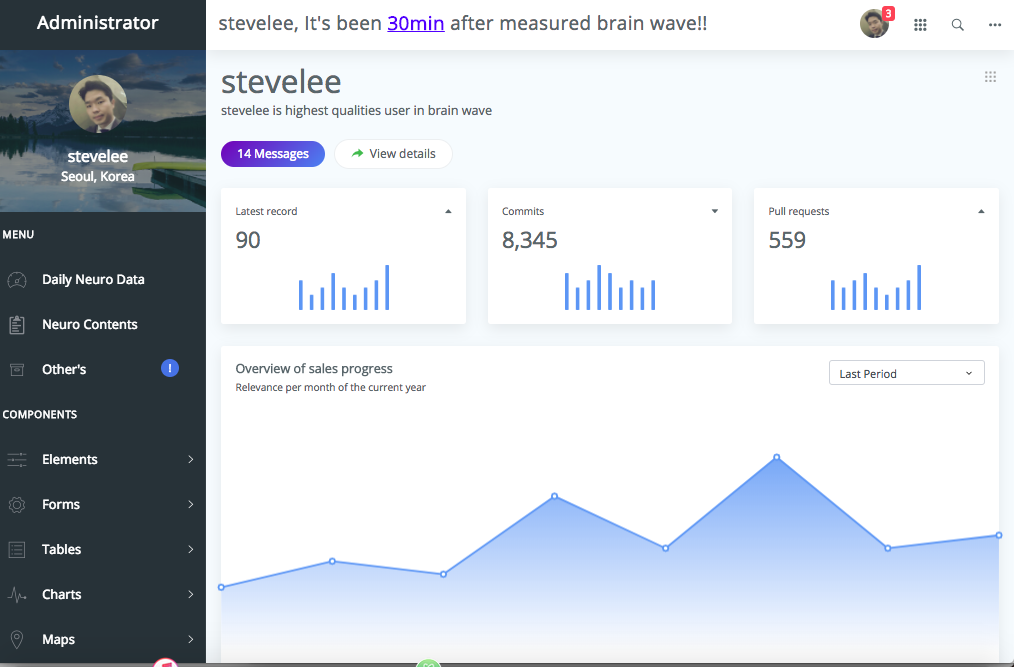 Administrator
stevelee, It's been 30min after measured brain wave!!
3
stevelee
Seoul, Korea
MENU
Daily Neuro Data
Neuro Contents
Other's
!
COMPONENTS
Elements
Forms
Tables
Charts
Maps
stevelee
stevelee is highest qualities user in brain wave
14 Messages
View details
Latest record
90
Commits
8,345
Pull requests
559
Overview of sales progress
Relevance per month of the current year
Last Period